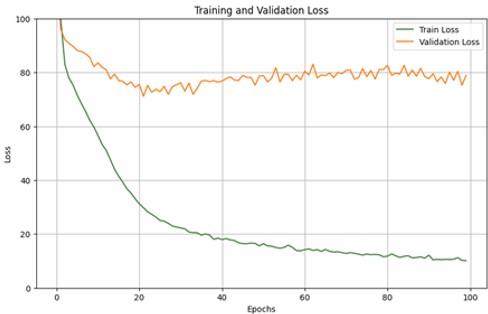 Training and Validation Loss
Train Loss
Validation Loss
Loss
100
80
60
40
20
0
0 20 40 60 80 100
Epochs